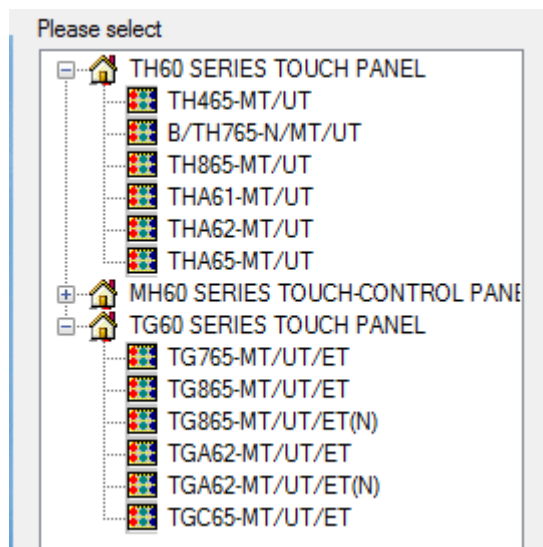 Please select
TH60 SERIES TOUCH PANEL
TH465-MT/UT
B/TH765-N/MT/UT
TH865-MT/UT
THA61-MT/UT
THA62-MT/UT
THA65-MT/UT
MH60 SERIES TOUCH-CONTROL PANE
TG60 SERIES TOUCH PANEL
TG765-MT/UT/ET
TG865-MT/UT/ET
TG865-MT/UT/ET(N)
TGA62-MT/UT/ET
TGA62-MT/UT/ET(N)
TGC65-MT/UT/ET